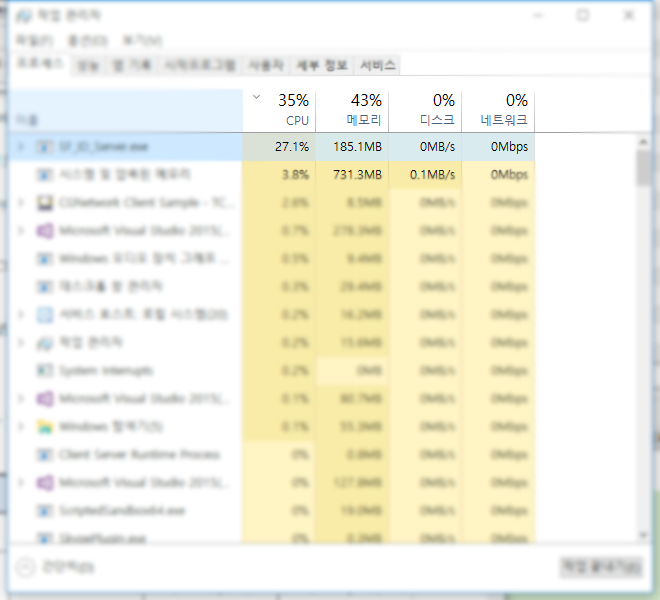 작업 관리자
파일(F) 옵션(O) 보기(V)
프로세스 성능 앱 기록 시작프로그램 사용자 세부 정보 서비스
35% 43% 0% 0%
이름 CPU 메모리 디스크 네트워크
27.1% 185.1MB 0MB/s 0Mbps
시스템 및 압축된 메모리 3.8% 731.3MB 0.1MB/s 0Mbps
CGNetwork Client Sample - TC... 2.6% 8.5MB 0MB/s 0Mbps
Microsoft Visual Studio 2015(... 0.7% 278.3MB 0MB/s 0Mbps
Windows 오디오 장치 그래프 ... 0.5% 9.4MB 0MB/s 0Mbps
데스크톱 창 관리자 0.3% 29.4MB 0MB/s 0Mbps
서비스 호스트: 로컬 시스템(20) 0.2% 16.2MB 0MB/s 0Mbps
작업 관리자 0.2% 15.6MB 0MB/s 0Mbps
System Interrupts 0.2% 0MB 0MB/s 0Mbps
Microsoft Visual Studio 2015(... 0.1% 80.7MB 0MB/s 0Mbps
Windows 탐색기(5) 0.1% 55.3MB 0MB/s 0Mbps
Client Server Runtime Process 0% 0.8MB 0MB/s 0Mbps
Microsoft Visual Studio 2015(... 0% 127.8MB 0MB/s 0Mbps
ScriptedSandbox64.exe 0% 19.0MB 0MB/s 0Mbps
SkypePlugin.exe 0% 0.3MB 0MB/s 0Mbps
간단히(D) 작업 끝내기(E)